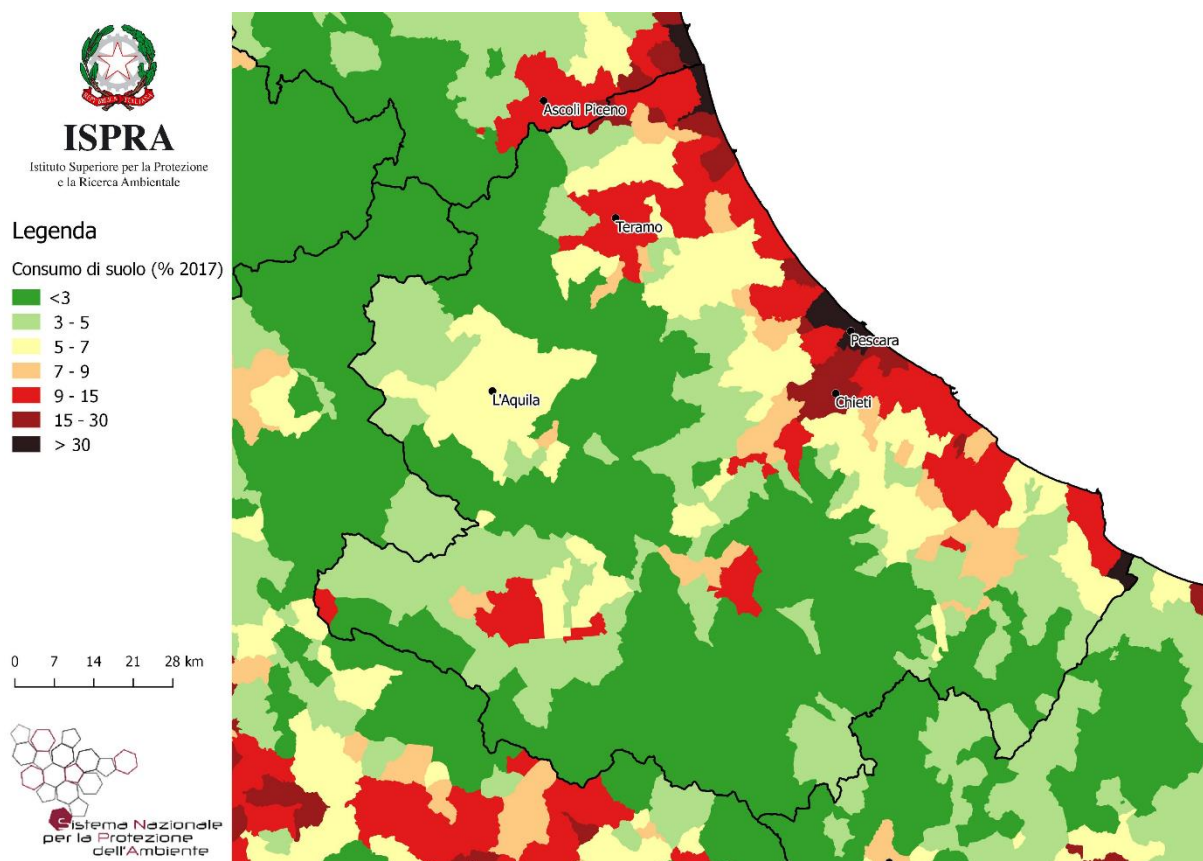 REPVBBLICA ITALIANA
ISPRA
Istituto Superiore per la Protezione
e la Ricerca Ambientale
Legenda
Consumo di suolo (% 2017)
<3
3 - 5
5 - 7
7 - 9
9 - 15
15 - 30
> 30
0 7 14 21 28 km
Sistema Nazionale
per la Protezione
dell'Ambiente
Ascoli Piceno
Teramo
Pescara
L'Aquila
Chieti